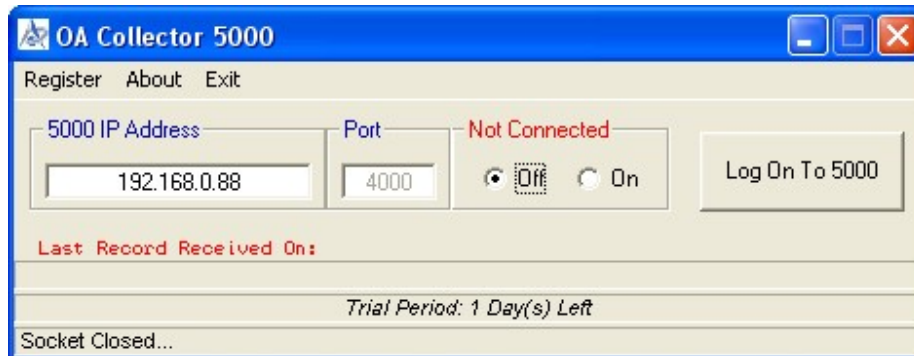 OA Collector 5000
Register About Exit
5000 IP Address Port Not Connected
192.168.0.88 4000 Off On Log On To 5000
Last Record Received On:
Trial Period: 1 Day(s) Left
Socket Closed...